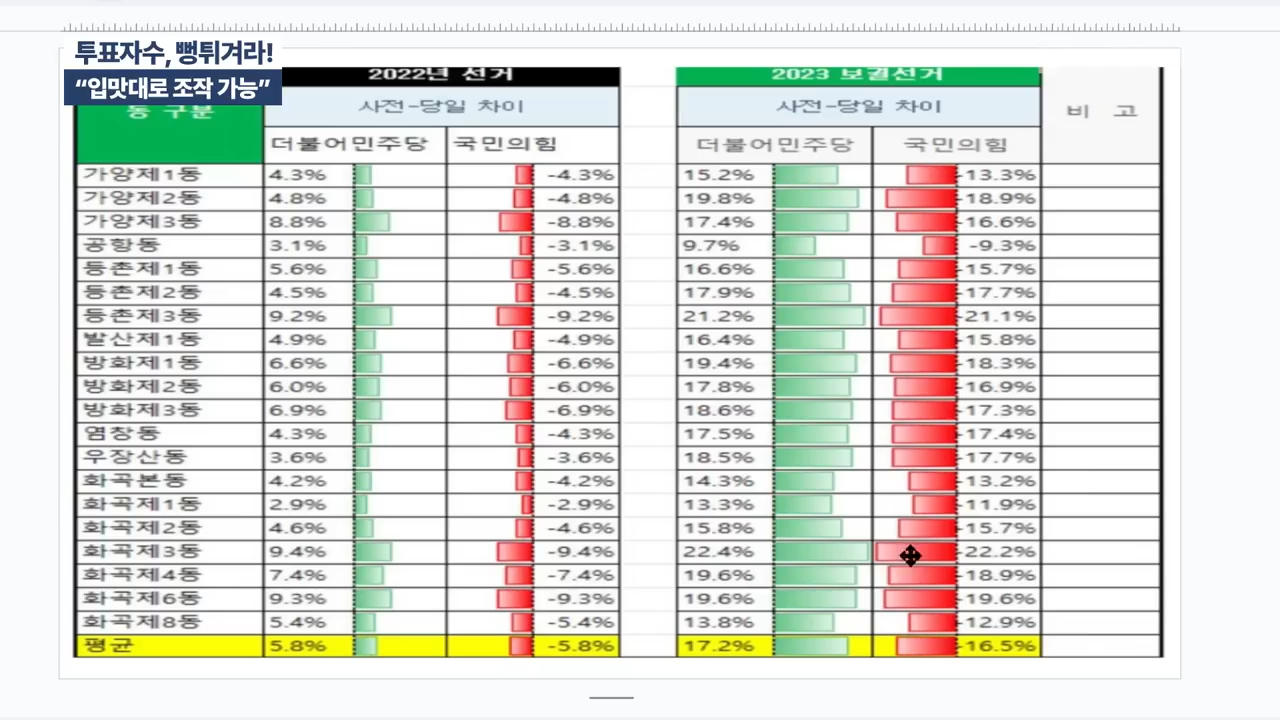 투표자수, 뻥튀겨라!
“입맛대로 조작 가능”
2022년 선거 2023 보궐선거
동 구분 사전-당일 차이 사전-당일 차이 비 고
더불어민주당 국민의힘 더불어민주당 국민의힘
가양제1동 4.3% -4.3% 15.2% -13.3%
가양제2동 4.8% -4.8% 19.8% -18.9%
가양제3동 8.8% -8.8% 17.4% -16.6%
공항동 3.1% -3.1% 9.7% -9.3%
등촌제1동 5.6% -5.6% 16.6% -15.7%
등촌제2동 4.5% -4.5% 17.9% -17.7%
등촌제3동 9.2% -9.2% 21.2% -21.1%
발산제1동 4.9% -4.9% 16.4% -15.8%
방화제1동 6.6% -6.6% 19.4% -18.3%
방화제2동 6.0% -6.0% 17.8% -16.9%
방화제3동 6.9% -6.9% 18.6% -17.3%
염창동 4.3% -4.3% 17.5% -17.4%
우장산동 3.6% -3.6% 18.5% -17.7%
화곡본동 4.2% -4.2% 14.3% -13.2%
화곡제1동 2.9% -2.9% 13.3% -11.9%
화곡제2동 4.6% -4.6% 15.8% -15.7%
화곡제3동 9.4% -9.4% 22.4% -22.2%
화곡제4동 7.4% -7.4% 19.6% -18.9%
화곡제6동 9.3% -9.3% 19.6% -19.6%
화곡제8동 5.4% -5.4% 13.8% -12.9%
평균 5.8% -5.8% 17.2% -16.5%